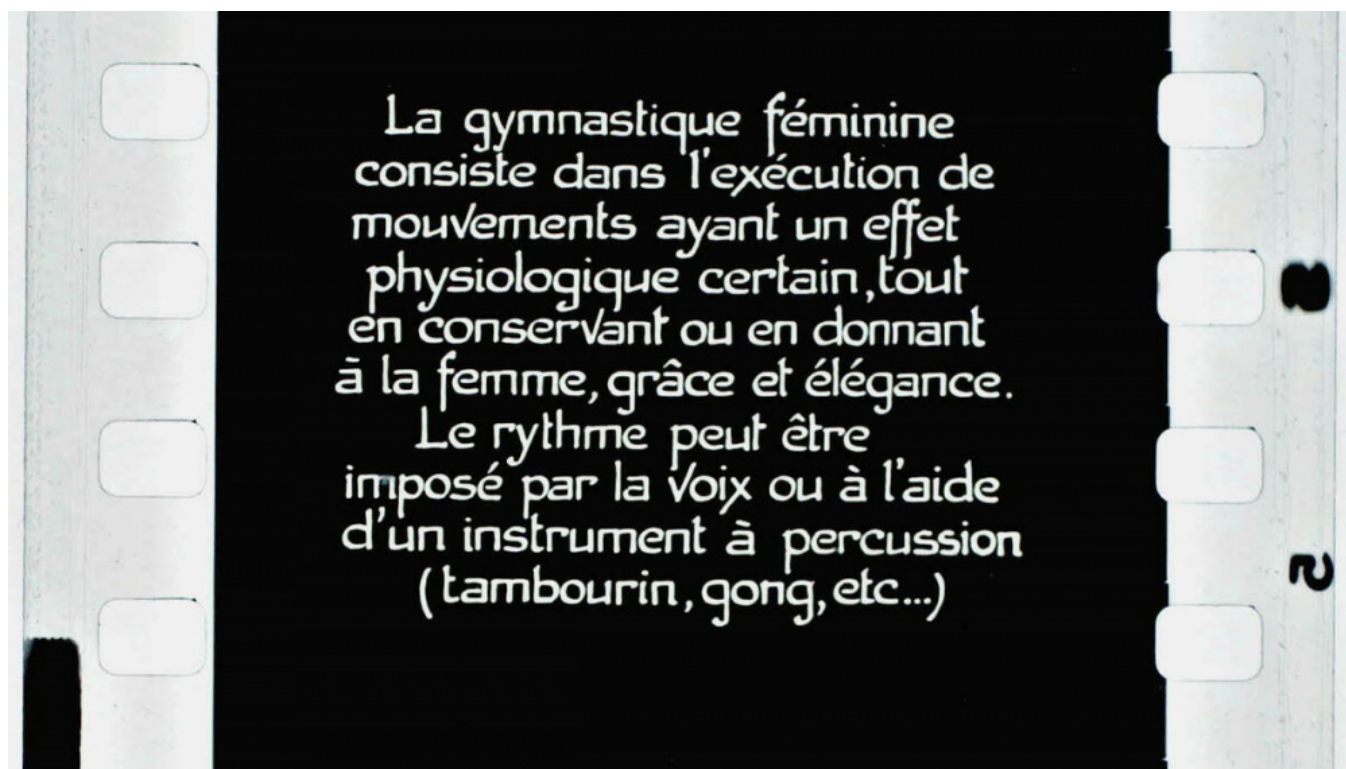 La gymnastique féminine
consiste dans l'exécution de
mouvements ayant un effet
physiologique certain, tout
en conservant ou en donnant
à la femme, grâce et élégance.
Le rythme peut être
imposé par la voix ou à l'aide
d'un instrument à percussion
(tambourin, gong, etc...)